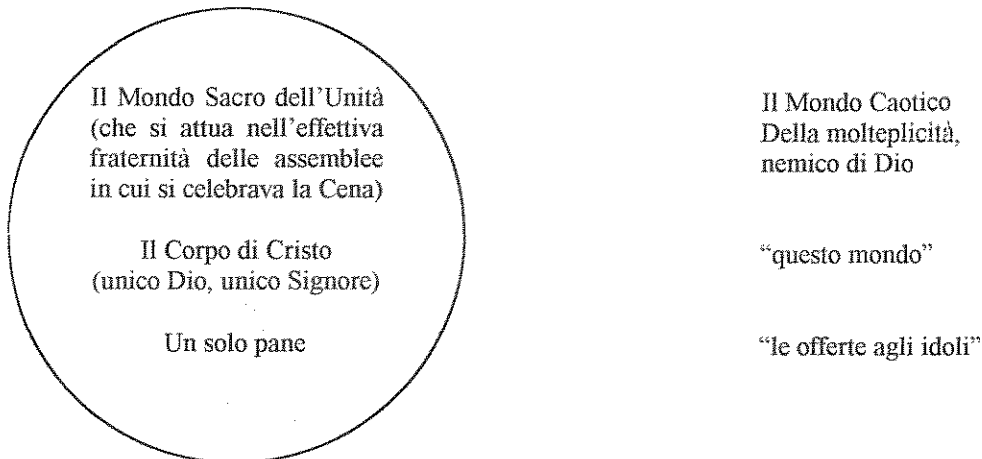 Il Mondo Sacro dell'Unità
(che si attua nell'effettiva
fraternità delle assemblee
in cui si celebrava la Cena)
Il Corpo di Cristo
(unico Dio, unico Signore)
Un solo pane
Il Mondo Caotico
Della molteplicità,
nemico di Dio
“questo mondo”
“le offerte agli idoli”